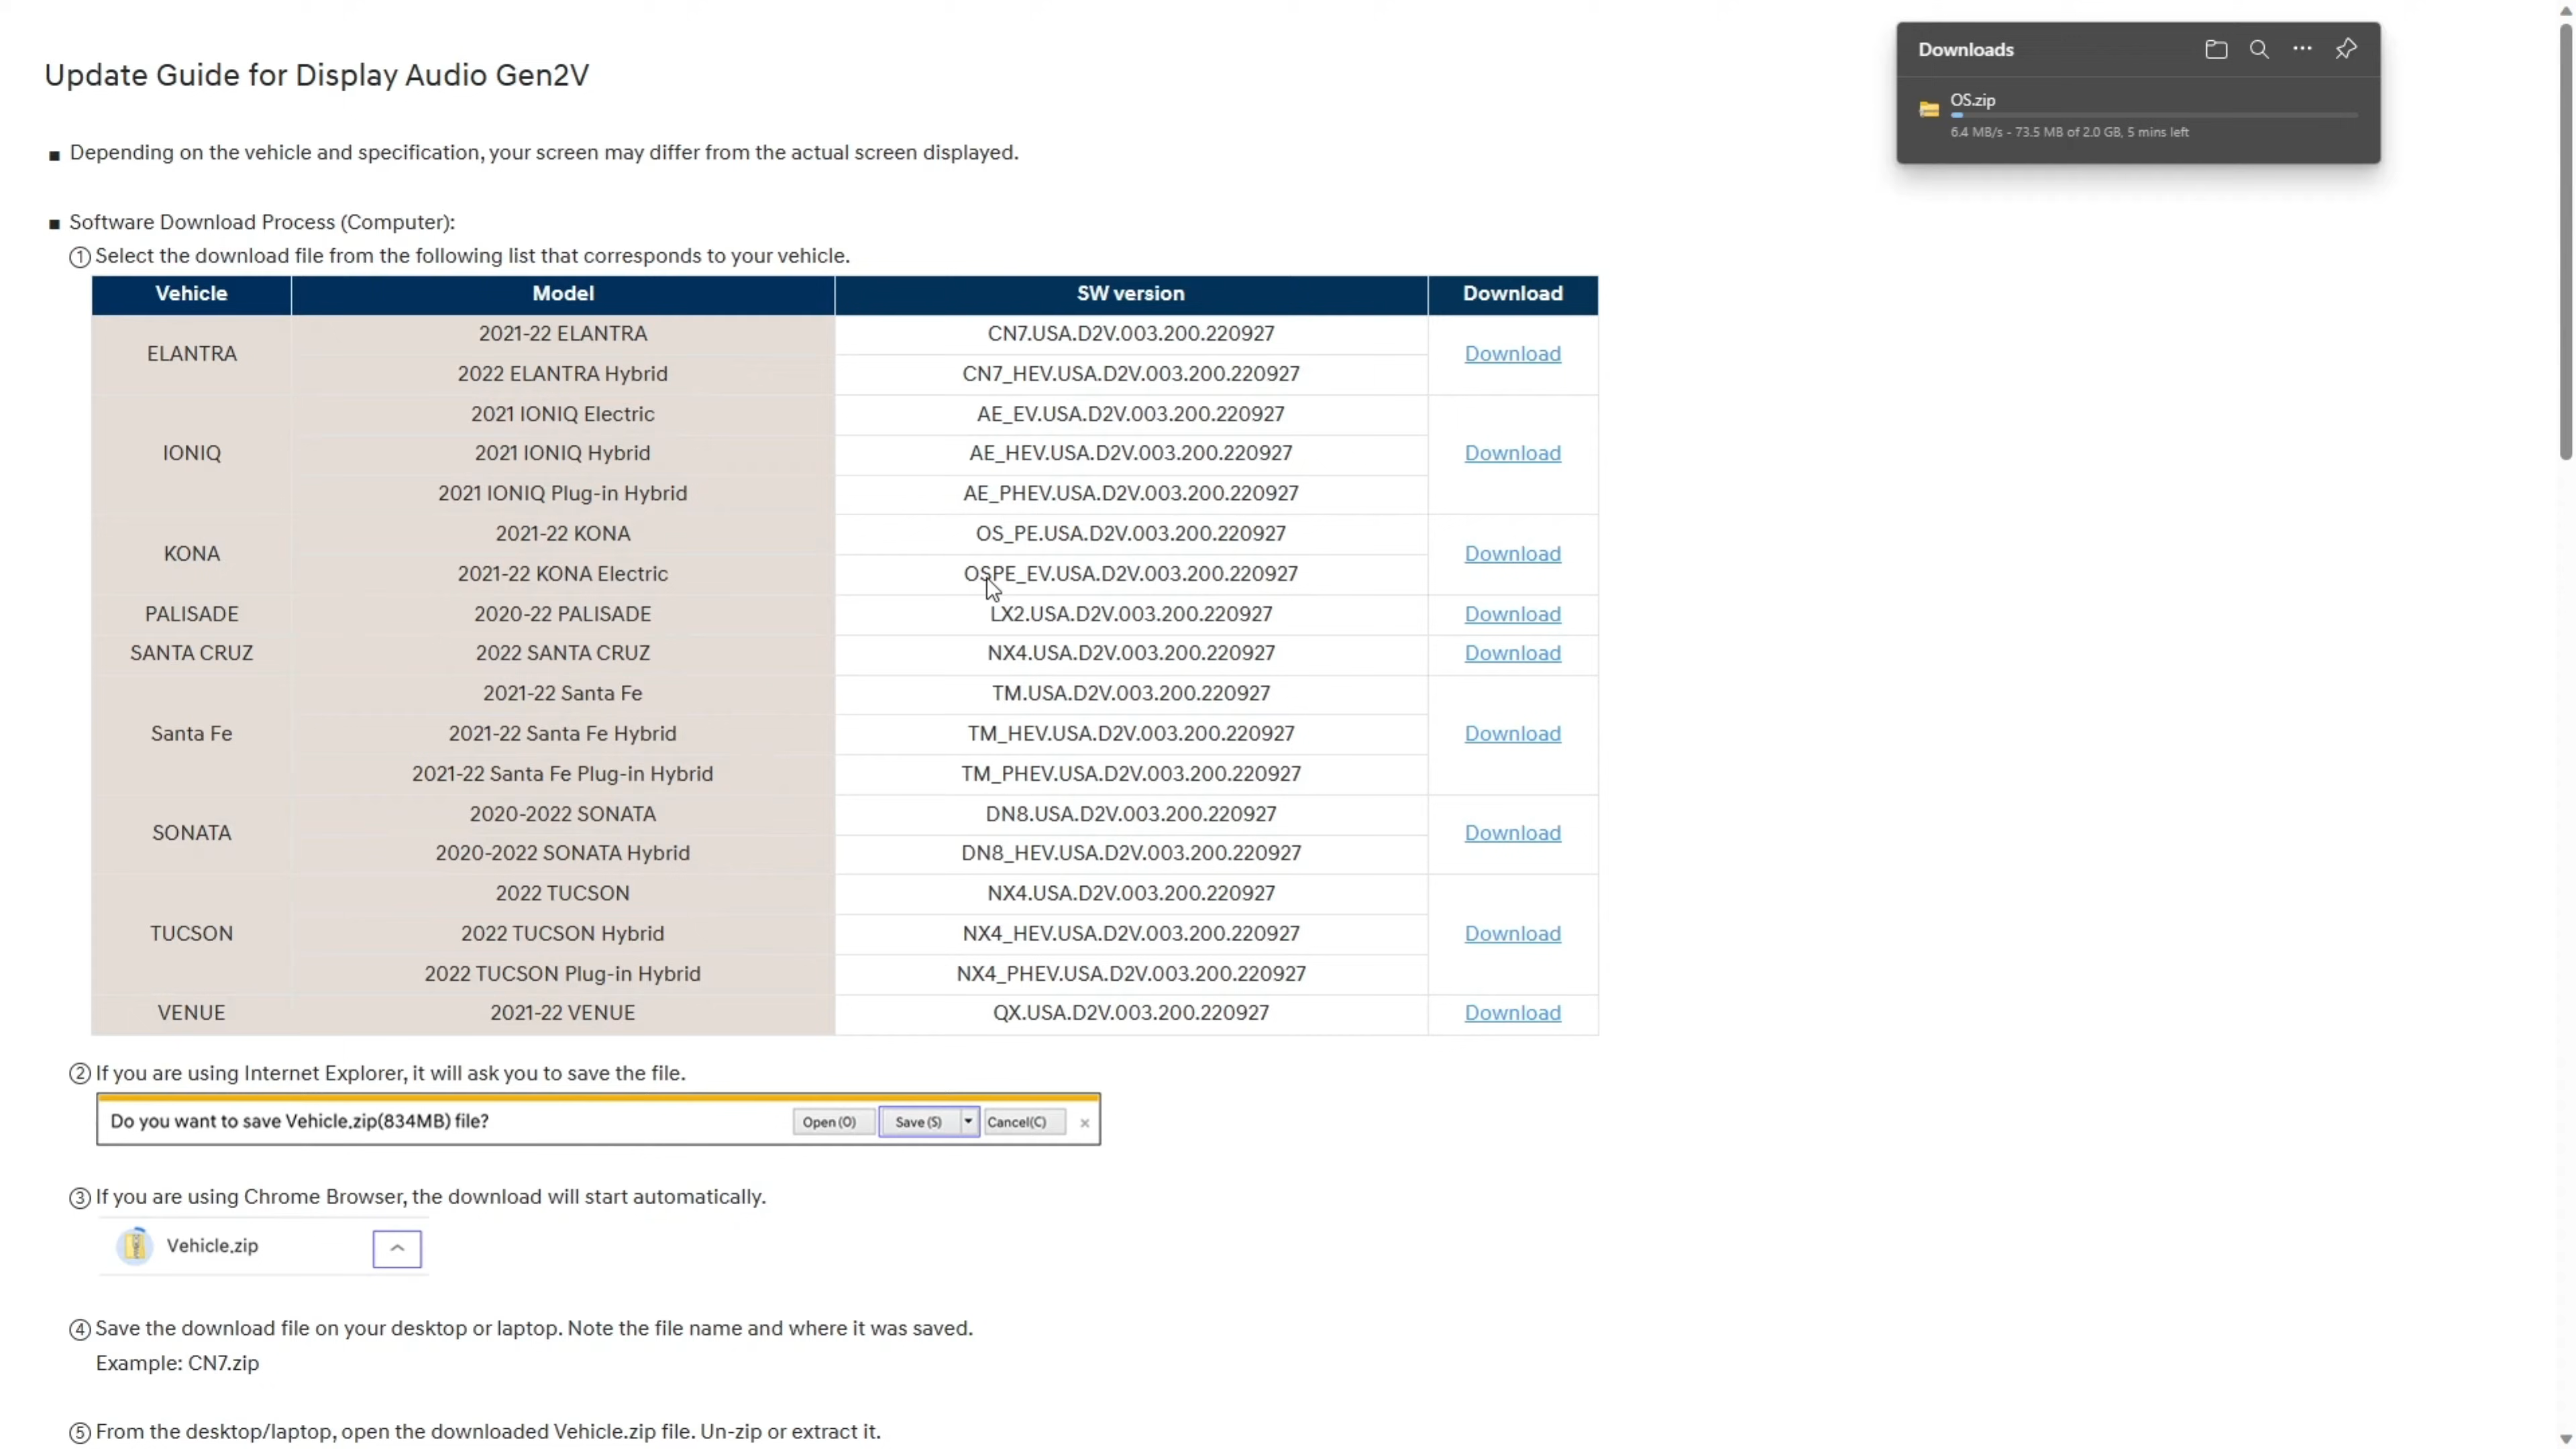 Update Guide for Display Audio Gen2V
Downloads
OS.zip
6.4 MB/s - 73.5 MB of 2.0 GB, 5 mins left
■ Depending on the vehicle and specification, your screen may differ from the actual screen displayed.
■ Software Download Process (Computer):
① Select the download file from the following list that corresponds to your vehicle.
Vehicle Model SW version Download
ELANTRA 2021-22 ELANTRA CN7.USA.D2V.003.200.220927 Download
2022 ELANTRA Hybrid CN7_HEV.USA.D2V.003.200.220927
IONIQ 2021 IONIQ Electric AE_EV.USA.D2V.003.200.220927 Download
2021 IONIQ Hybrid AE_HEV.USA.D2V.003.200.220927
2021 IONIQ Plug-in Hybrid AE_PHEV.USA.D2V.003.200.220927
KONA 2021-22 KONA OS_PE.USA.D2V.003.200.220927 Download
2021-22 KONA Electric OSPE_EV.USA.D2V.003.200.220927
PALISADE 2020-22 PALISADE LX2.USA.D2V.003.200.220927 Download
SANTA CRUZ 2022 SANTA CRUZ NX4.USA.D2V.003.200.220927 Download
Santa Fe 2021-22 Santa Fe TM.USA.D2V.003.200.220927 Download
2021-22 Santa Fe Hybrid TM_HEV.USA.D2V.003.200.220927
2021-22 Santa Fe Plug-in Hybrid TM_PHEV.USA.D2V.003.200.220927
SONATA 2020-2022 SONATA DN8.USA.D2V.003.200.220927 Download
2020-2022 SONATA Hybrid DN8_HEV.USA.D2V.003.200.220927
TUCSON 2022 TUCSON NX4.USA.D2V.003.200.220927 Download
2022 TUCSON Hybrid NX4_HEV.USA.D2V.003.200.220927
2022 TUCSON Plug-in Hybrid NX4_PHEV.USA.D2V.003.200.220927
VENUE 2021-22 VENUE QX.USA.D2V.003.200.220927 Download
② If you are using Internet Explorer, it will ask you to save the file.
Do you want to save Vehicle.zip(834MB) file? Open (O) Save (S) Cancel(C) ×
③ If you are using Chrome Browser, the download will start automatically.
Vehicle.zip
④ Save the download file on your desktop or laptop. Note the file name and where it was saved.
Example: CN7.zip
⑤ From the desktop/laptop, open the downloaded Vehicle.zip file. Un-zip or extract it.